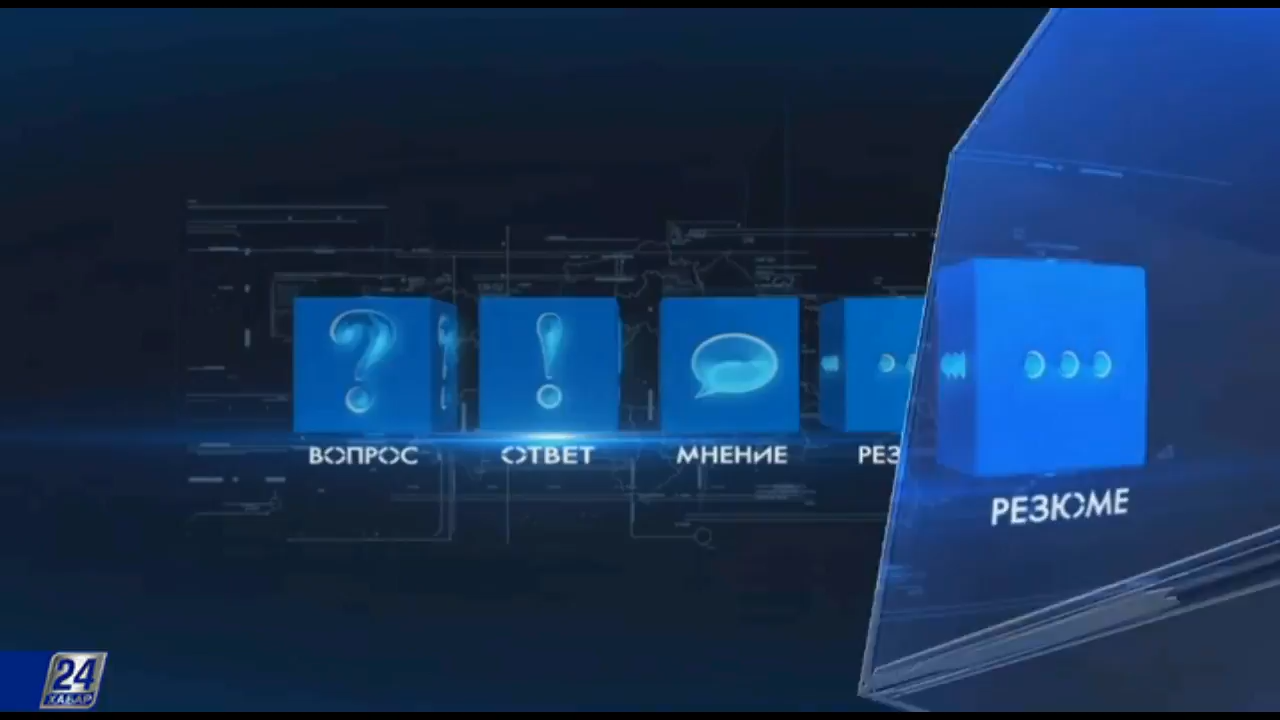 ВОПРОС
ОТВЕТ
МНЕНИЕ
РЕЗ
РЕЗЮМЕ
24
ХАБАР